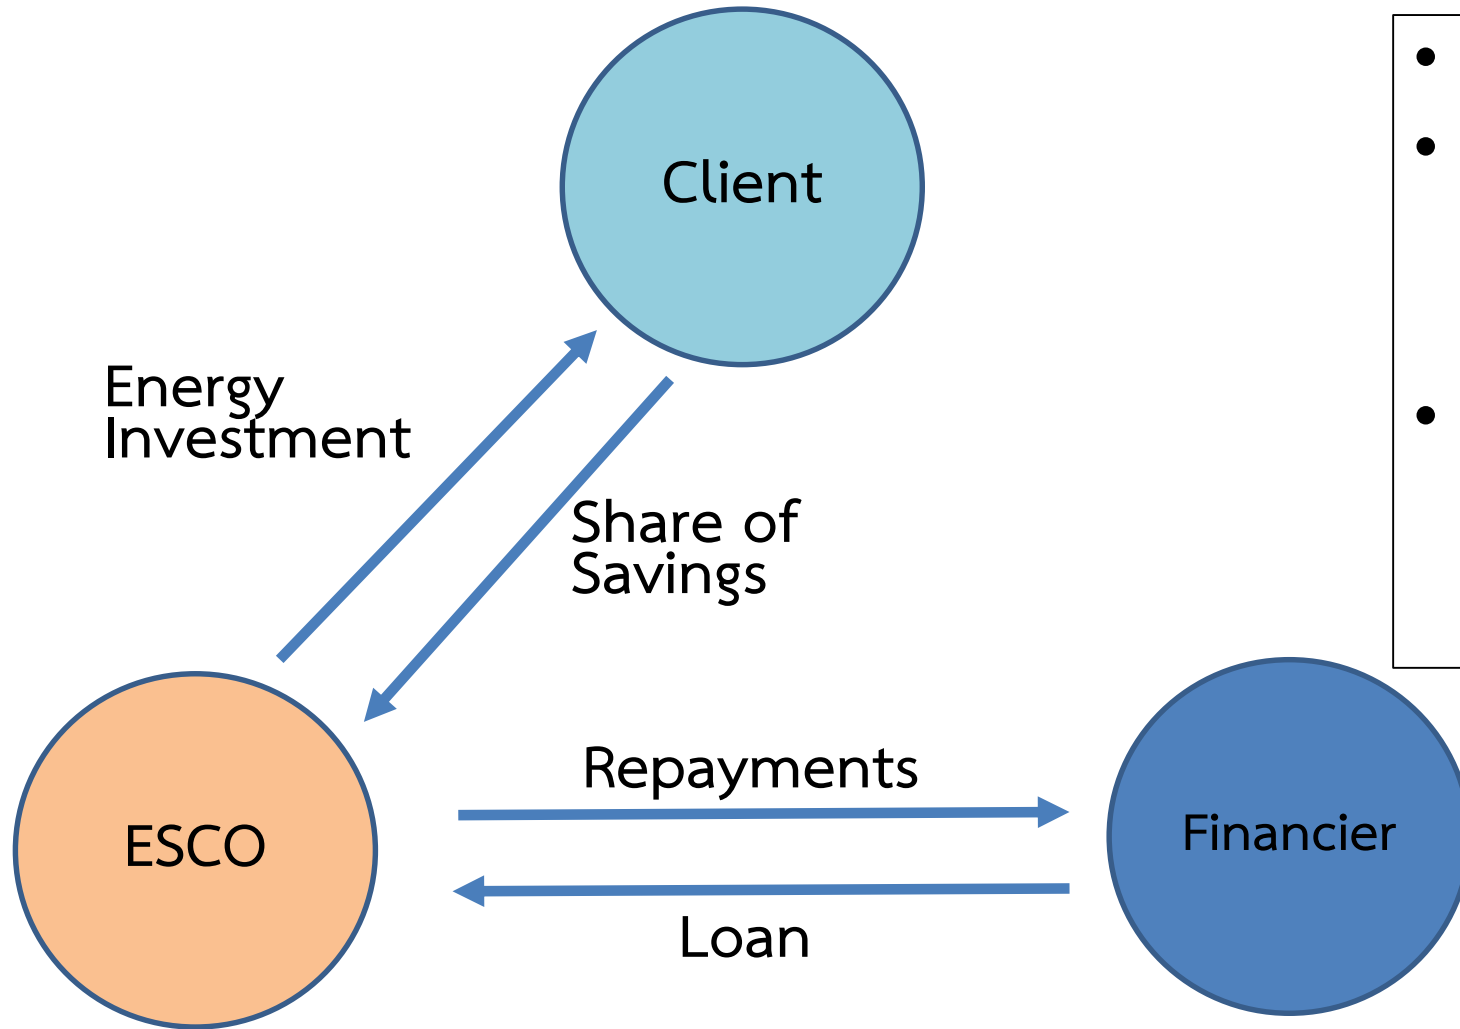 Client
Energy
Investment
Share of
Savings
Repayments
ESCO
Financier
Loan